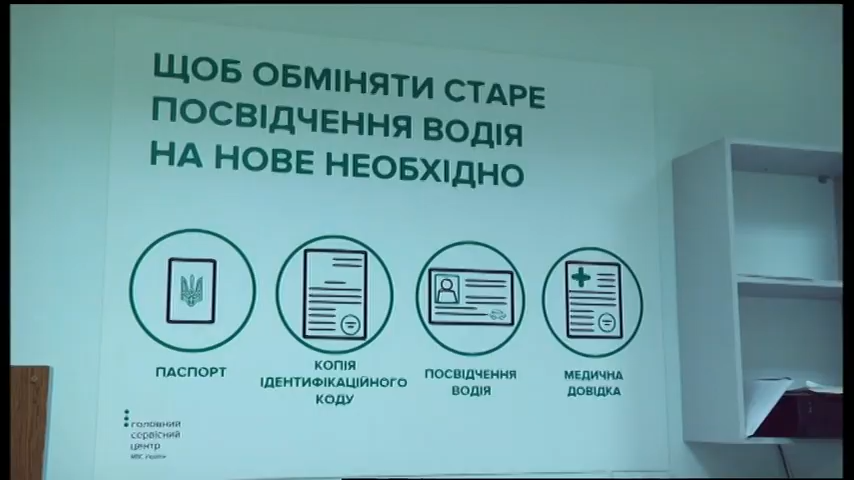 ЩОБ ОБМІНЯТИ СТАРЕ
ПОСВІДЧЕННЯ ВОДІЯ
НА НОВЕ НЕОБХІДНО
ПАСПОРТ
КОПІЯ
ІДЕНТИФІКАЦІЙНОГО
КОДУ
ПОСВІДЧЕННЯ
ВОДІЯ
МЕДИЧНА
ДОВІДКА
ГОЛОВНИЙ
СЕРВІСНИЙ
ЦЕНТР